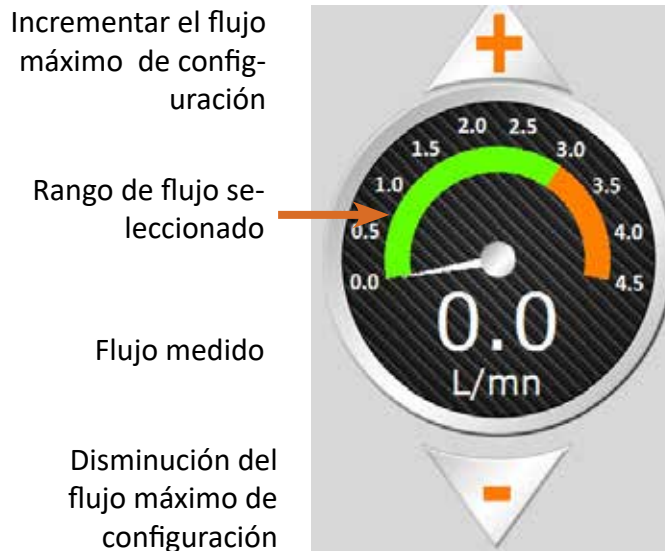 Incrementar el flujo
máximo de config-
uración
+
2.0 2.5
1.5 3.0
1.0 3.5
Rango de flujo se-
leccionado
0.5 4.0
0.0 4.5
0.0
Flujo medido
L/mn
Disminución del
flujo máximo de
configuración
-